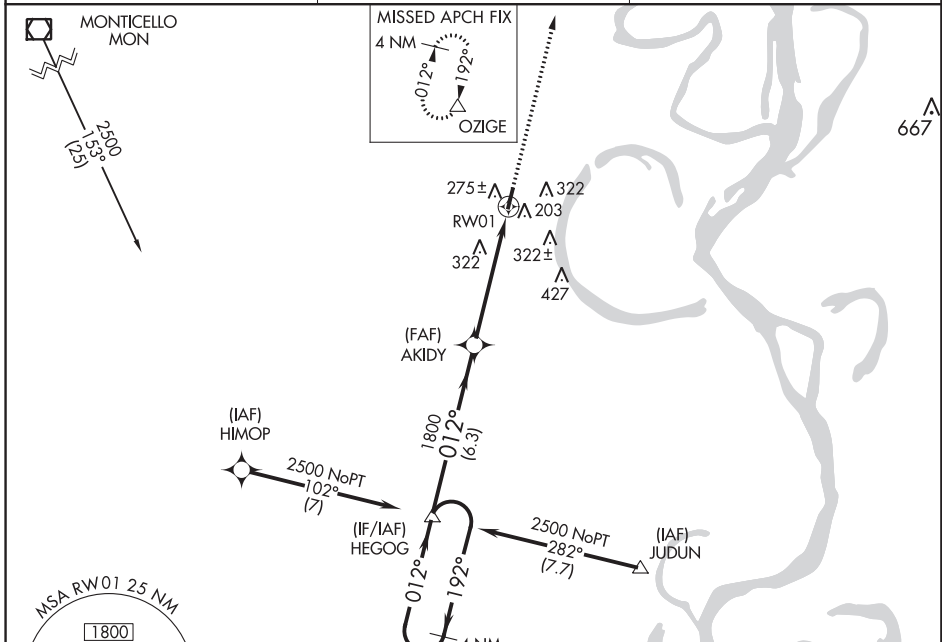 MONTICELLO
MON
2500
153°
(25)
MISSED APCH FIX
4 NM
012°
192°
OZIGE
667
275±
322
203
RW01
322
322±
427
(FAF)
AKIDY
1800
012°
(6.3)
(IAF)
HIMOP
2500 NoPT
102°
(7)
(IF/IAF)
HEGOG
2500 NoPT
282°
(7.7)
(IAF)
JUDUN
012°
192°
4 NM
MSA RW01 25 NM
1800